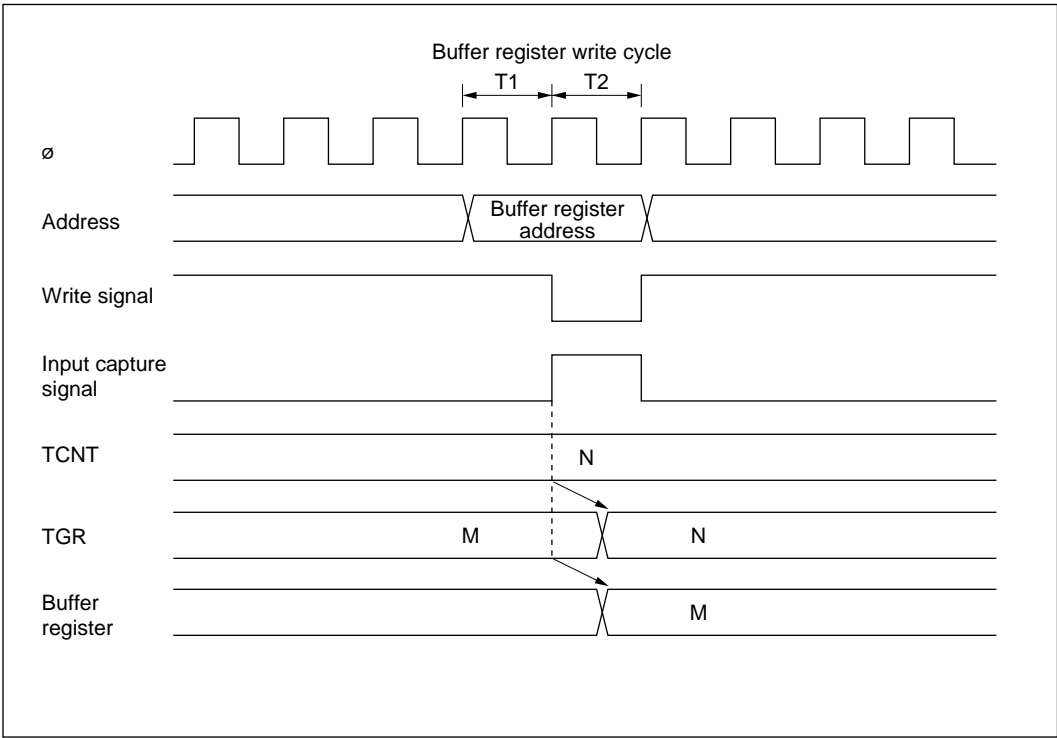 Buffer register write cycle
T1 T2
ø
Address
Buffer register
address
Write signal
Input capture
signal
TCNT
N
TGR
M
N
Buffer
register
M